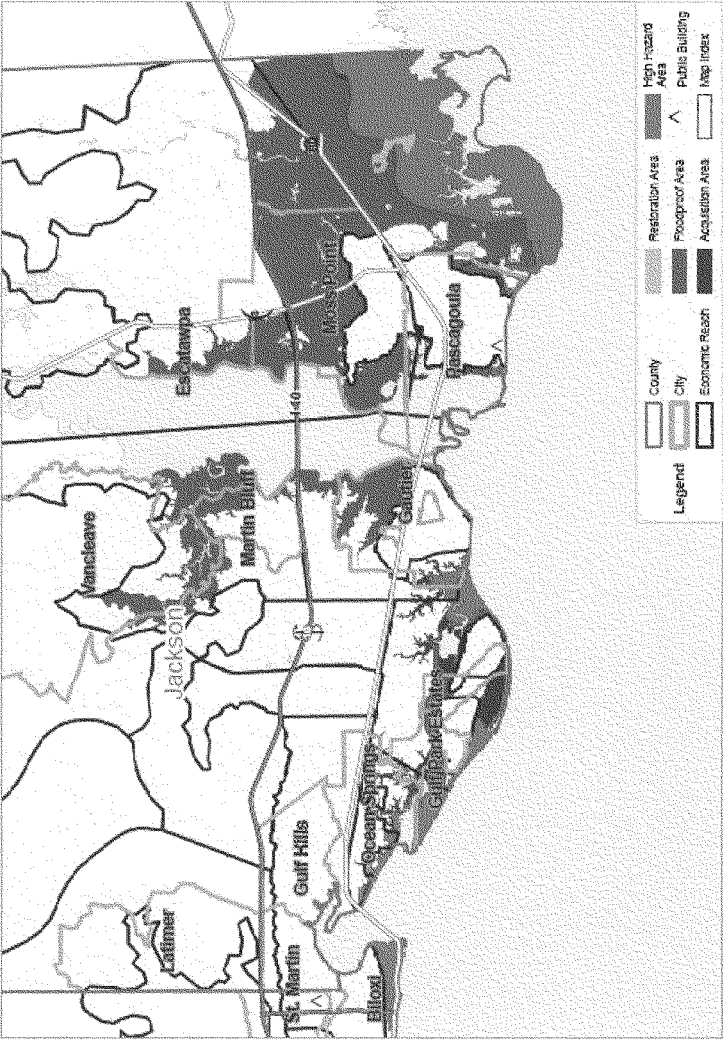 Vancleave
Escatawpa
Latimer
Jackson
Martin Bluff
Moss Point
Gulf Hills
St. Martin
Ocean Springs
Gulf Park Estates
Gautier
Pascagoula
Biloxi
Legend
County
City
Economic Reach
Restoration Area
Floodproof Area
Acquisition Area
High Hazard
Area
Public Building
Map Index